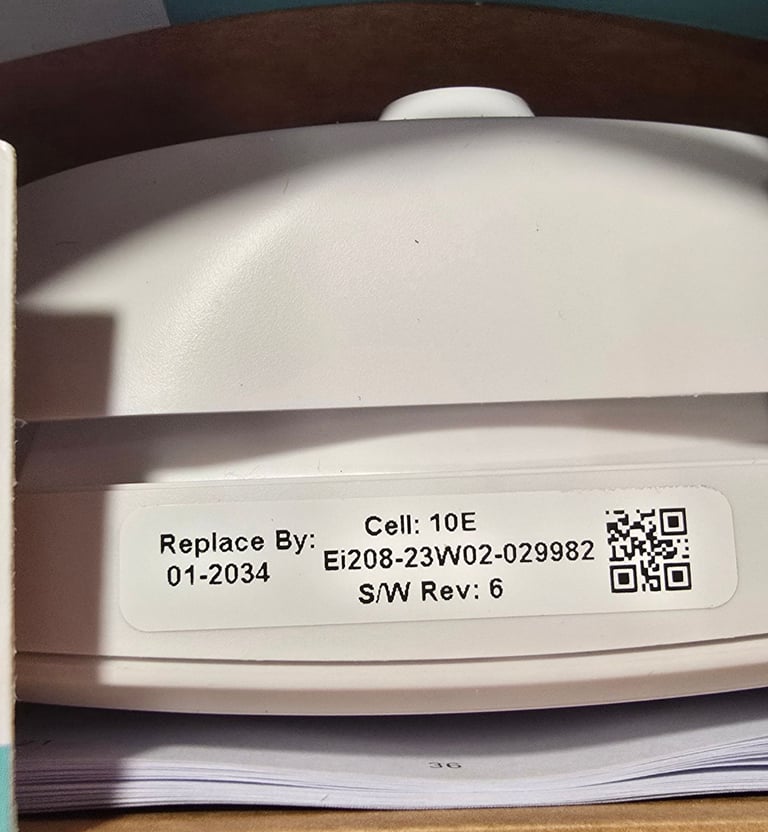 Replace By:
01-2034
Cell: 10E
Ei208-23W02-029982
S/W Rev: 6
36